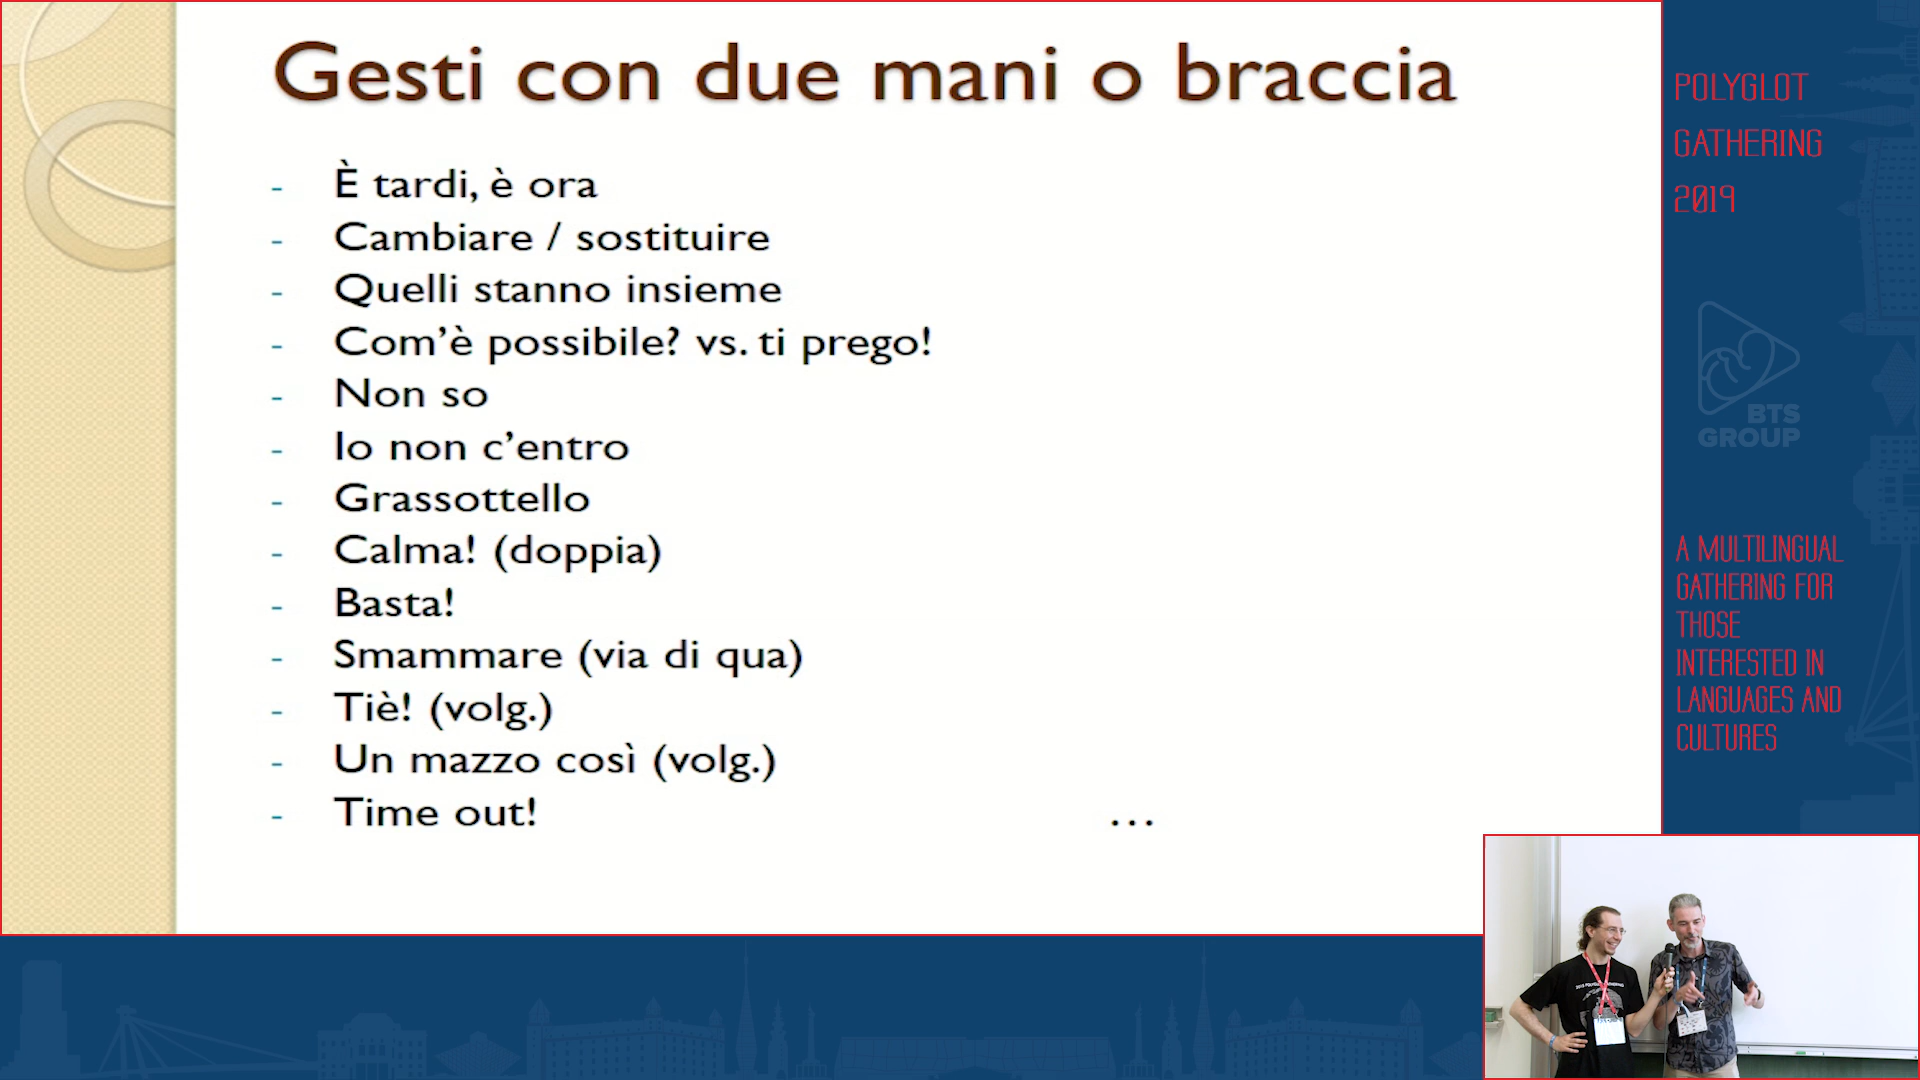 Gesti con due mani o braccia
- È tardi, è ora
- Cambiare / sostituire
- Quelli stanno insieme
- Com’è possibile? vs. ti prego!
- Non so
- Io non c’entro
- Grassottello
- Calma! (doppia)
- Basta!
- Smammare (via di qua)
- Tiè! (volg.)
- Un mazzo così (volg.)
- Time out! …
POLYGLOT
GATHERING
2019
BTS
GROUP
A MULTILINGUAL
GATHERING FOR
THOSE
INTERESTED IN
LANGUAGES AND
CULTURES